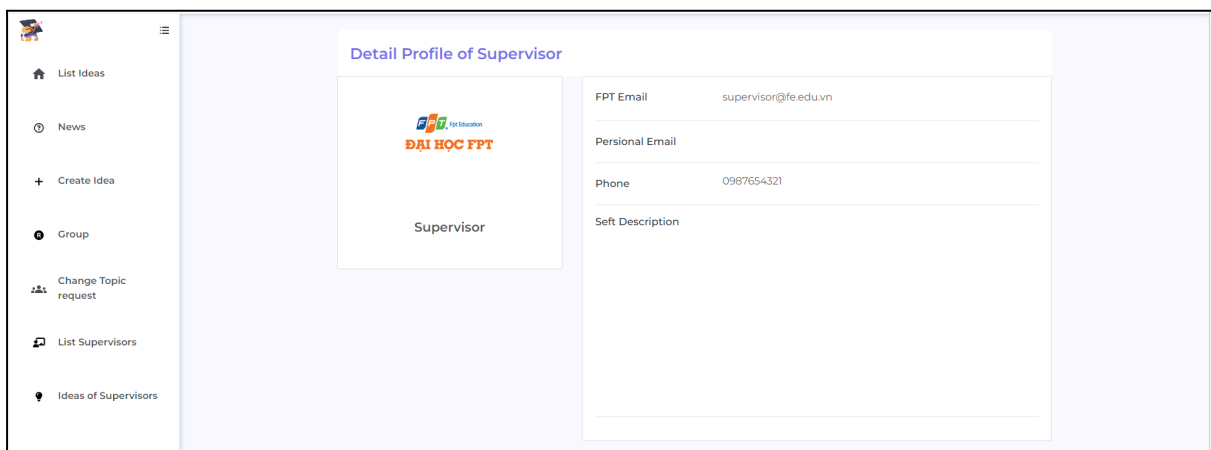 Detail Profile of Supervisor
List Ideas
News
Create Idea
Group
Change Topic
request
List Supervisors
Ideas of Supervisors
FPT Fpt Education
ĐẠI HỌC FPT
Supervisor
FPT Email supervisor@fe.edu.vn
Persional Email
Phone 0987654321
Seft Description